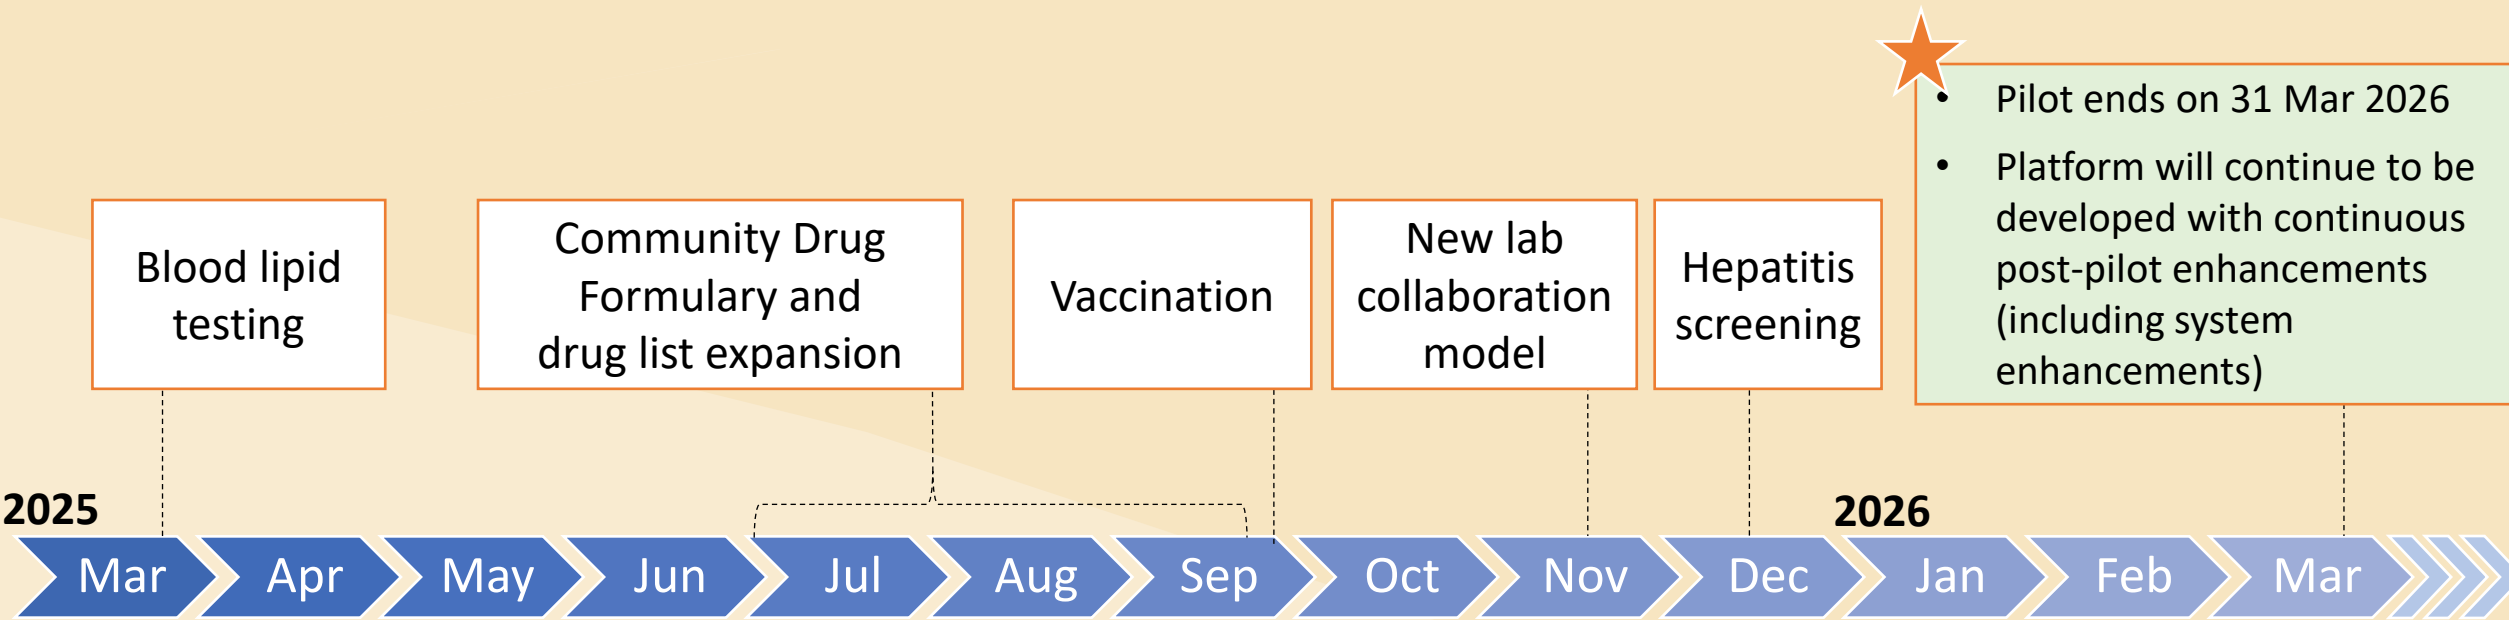 • Pilot ends on 31 Mar 2026
• Platform will continue to be
developed with continuous
post-pilot enhancements
(including system
enhancements)
Blood lipid
testing
Community Drug
Formulary and
drug list expansion
Vaccination
New lab
collaboration
model
Hepatitis
screening
2025
2026
Mar
Apr
May
Jun
Jul
Aug
Sep
Oct
Nov
Dec
Jan
Feb
Mar